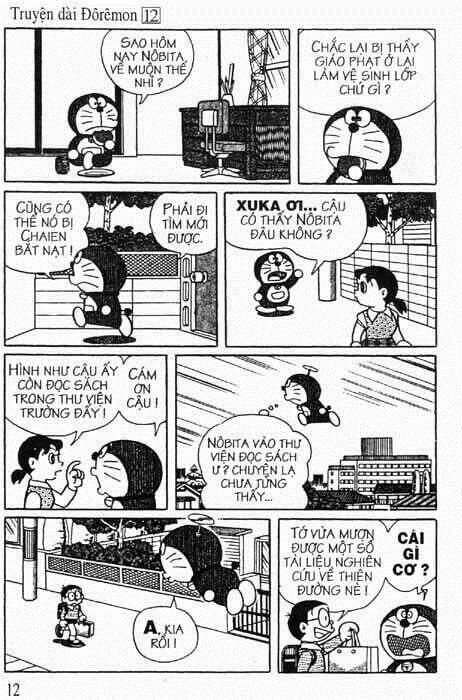 Truyện dài Đôrêmon 12
SAO HÔM
NAY NÔBITA
VỀ MUỘN THẾ
NHỈ?
CHẮC LẠI BỊ THẦY
GIÁO PHẠT Ở LẠI
LÀM VỆ SINH LỚP
CHỨ GÌ?
CŨNG CÓ
THỂ NÓ BỊ
CHAIEN
BẮT NẠT!
PHẢI ĐI
TÌM MỚI
ĐƯỢC.
XUKA ƠI... CẬU
CÓ THẤY NÔBITA
ĐÂU KHÔNG?
HÌNH NHƯ CẬU ẤY
CÒN ĐỌC SÁCH
TRONG THƯ VIỆN
TRƯỜNG ĐẤY!
CÁM
ƠN
CẬU!
NÔBITA VÀO THƯ
VIỆN ĐỌC SÁCH
Ư? CHUYỆN LẠ
CHƯA TỪNG
THẤY...
A, KIA
RỒI!
TỚ VỪA MƯỢN
ĐƯỢC MỘT SỐ
TÀI LIỆU NGHIÊN
CỨU VỀ THIÊN
ĐƯỜNG NÈ!
CÁI
GÌ
CƠ?
12